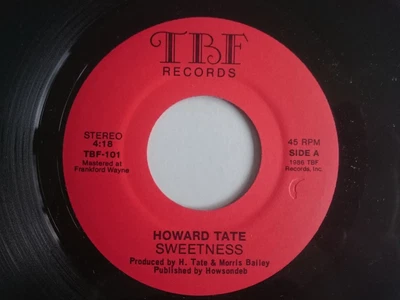 TBF
RECORDS
STEREO
4:18
TBF-101
Mastered at
Frankford Wayne
45 RPM
SIDE A
1986 TBF
Records, Inc
HOWARD TATE
SWEETNESS
Produced by H. Tate & Morris Bailey
Published by Howsondeb